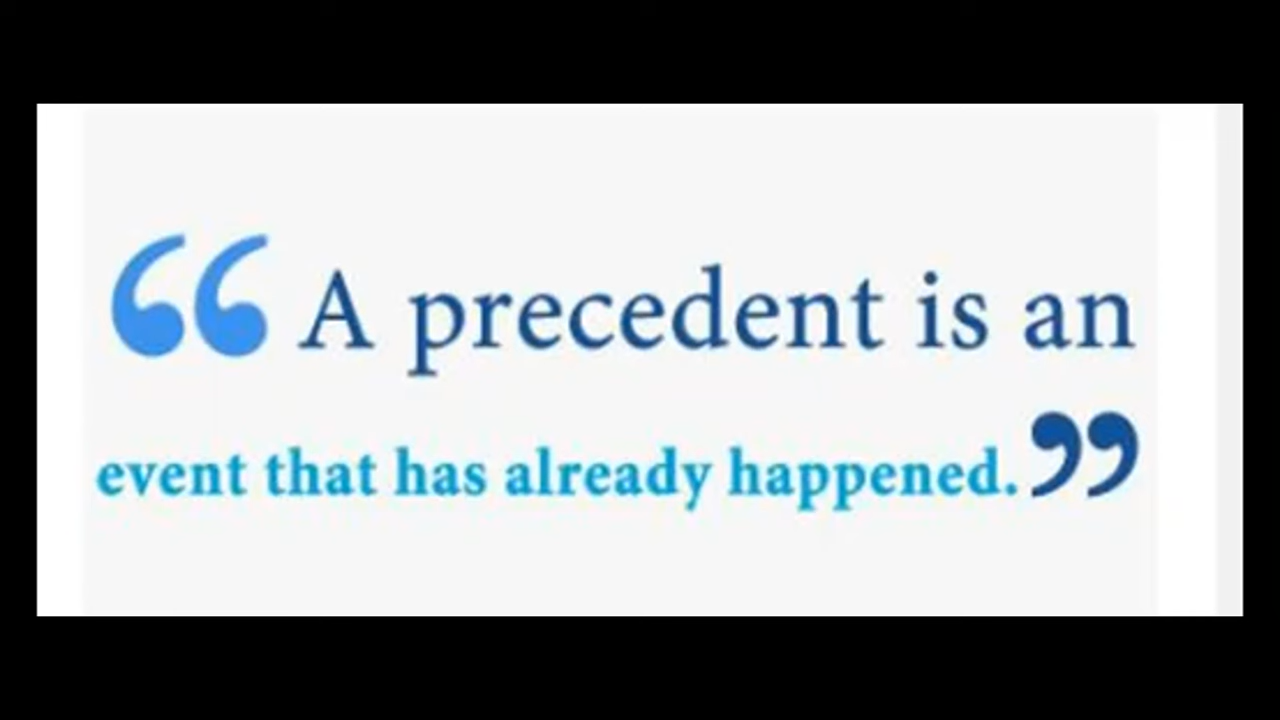 “A precedent is an
event that has already happened.”